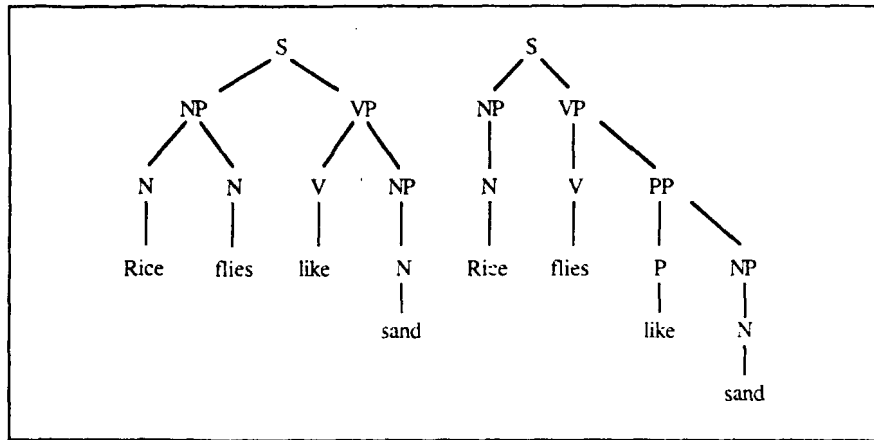 S S
NP VP NP VP
N N V NP N V PP
Rice flies like N Rice flies P NP
sand like N
sand